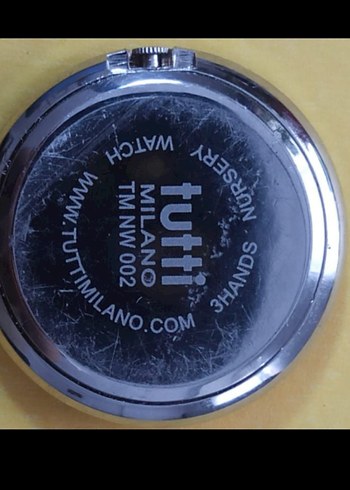 tutti
MILANO
TM NW 002
3HANDS NURSERY WATCH
WWW.TUTTIMILANO.COM